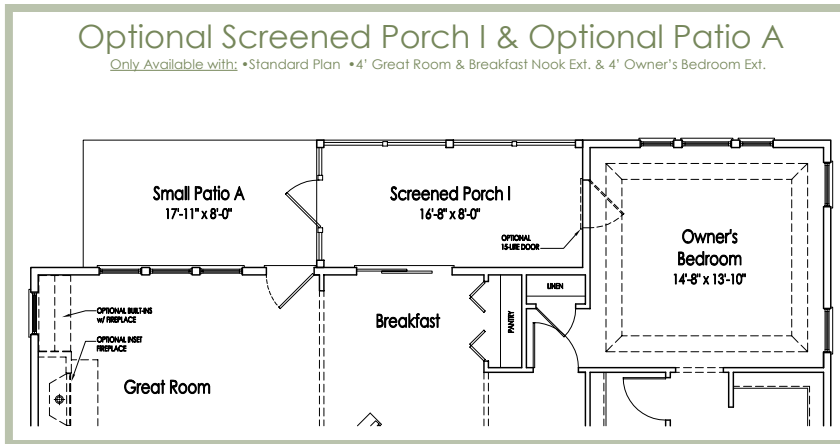 Optional Screened Porch I & Optional Patio A
Only Available with: •Standard Plan •4' Great Room & Breakfast Nook Ext. & 4' Owner's Bedroom Ext.
Small Patio A
17'-11" x 8'-0"
Screened Porch I
16'-8" x 8'-0"
OPTIONAL
15-LITE DOOR
Owner's
Bedroom
14'-8" x 13'-10"
LINEN
PANTRY
Breakfast
OPTIONAL BUILT-INS
w/ FIREPLACE
OPTIONAL INSET
FIREPLACE
Great Room